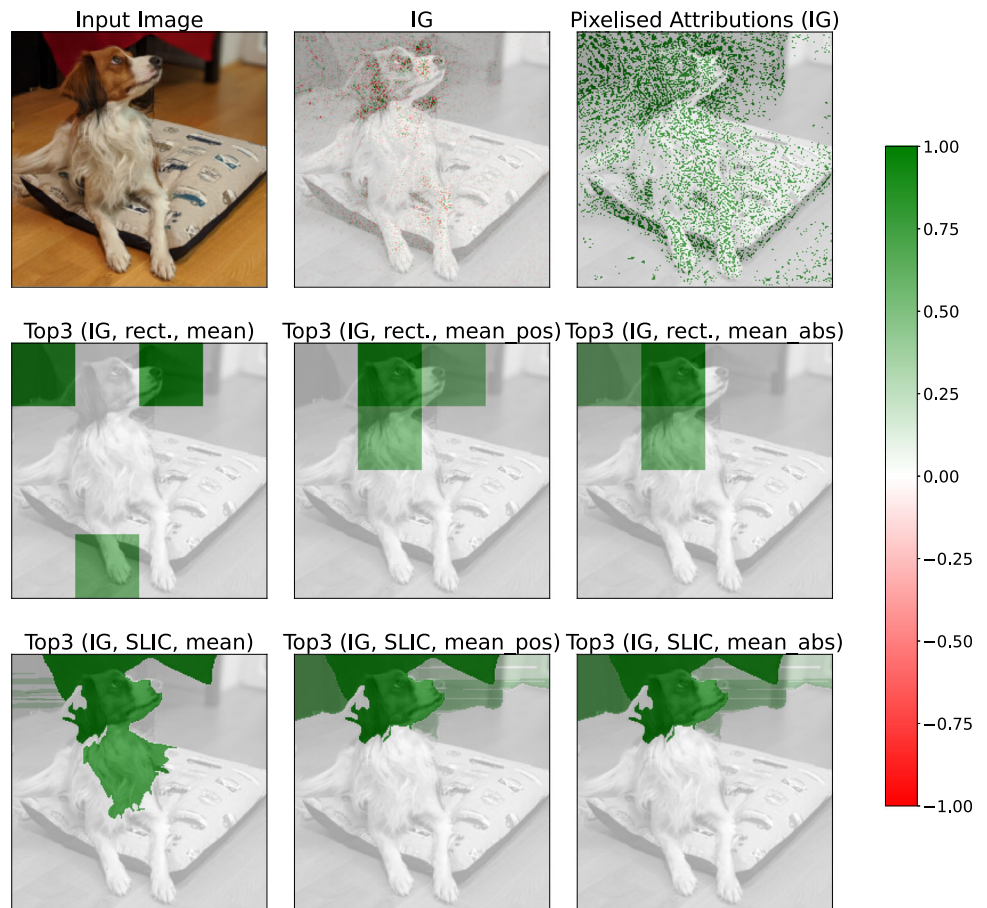 Input Image
IG
Pixelised Attributions (IG)
Top3 (IG, rect., mean)
Top3 (IG, rect., mean_pos)
Top3 (IG, rect., mean_abs)
Top3 (IG, SLIC, mean)
Top3 (IG, SLIC, mean_pos)
Top3 (IG, SLIC, mean_abs)
1.00
0.75
0.50
0.25
0.00
−0.25
−0.50
−0.75
−1.00